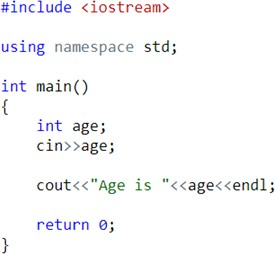 #include <iostream>
using namespace std;
int main()
{
    int age;
    cin>>age;
    cout<<"Age is "<<age<<endl;
    return 0;
}